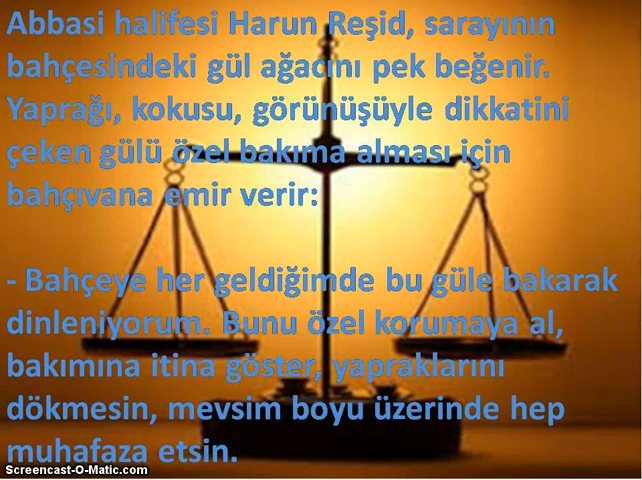 Abbasi halifesi Harun Reşid, sarayının
bahçesindeki gül ağacını pek beğenir.
Yaprağı, kokusu, görünüşüyle dikkatini
çeken gülü özel bakıma alması için
bahçıvana emir verir:
- Bahçeye her geldiğimde bu güle bakarak
dinleniyorum. Bunu özel korumaya al,
bakımına itina göster, yapraklarını
dökmesin, mevsim boyu üzerinde hep
muhafaza etsin.
Screencast-O-Matic.com